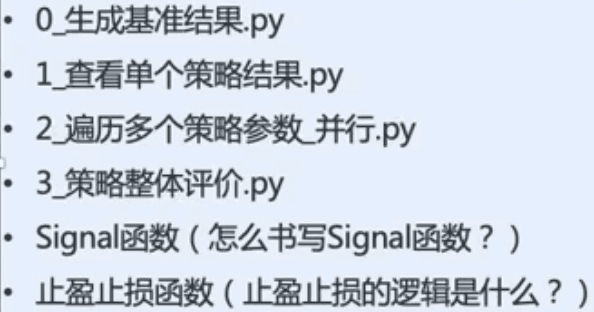 • 0_生成基准结果.py
• 1_查看单个策略结果.py
• 2_遍历多个策略参数_并行.py
• 3_策略整体评价.py
• Signal函数（怎么书写Signal函数？）
• 止盈止损函数（止盈止损的逻辑是什么？）